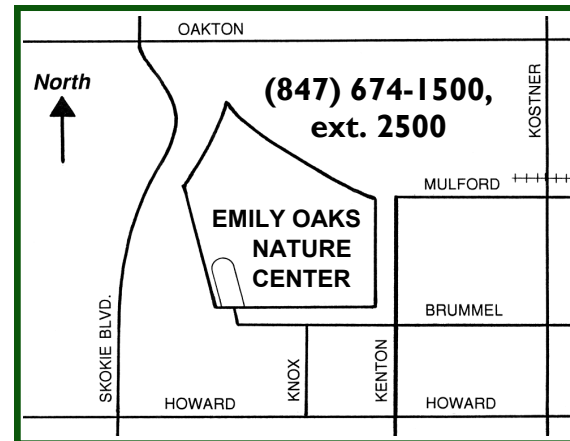 OAKTON
North
(847) 674-1500,
ext. 2500
KOSTNER
MULFORD
EMILY OAKS
NATURE
CENTER
SKOKIE BLVD.
BRUMMEL
KNOX
KENTON
HOWARD
HOWARD